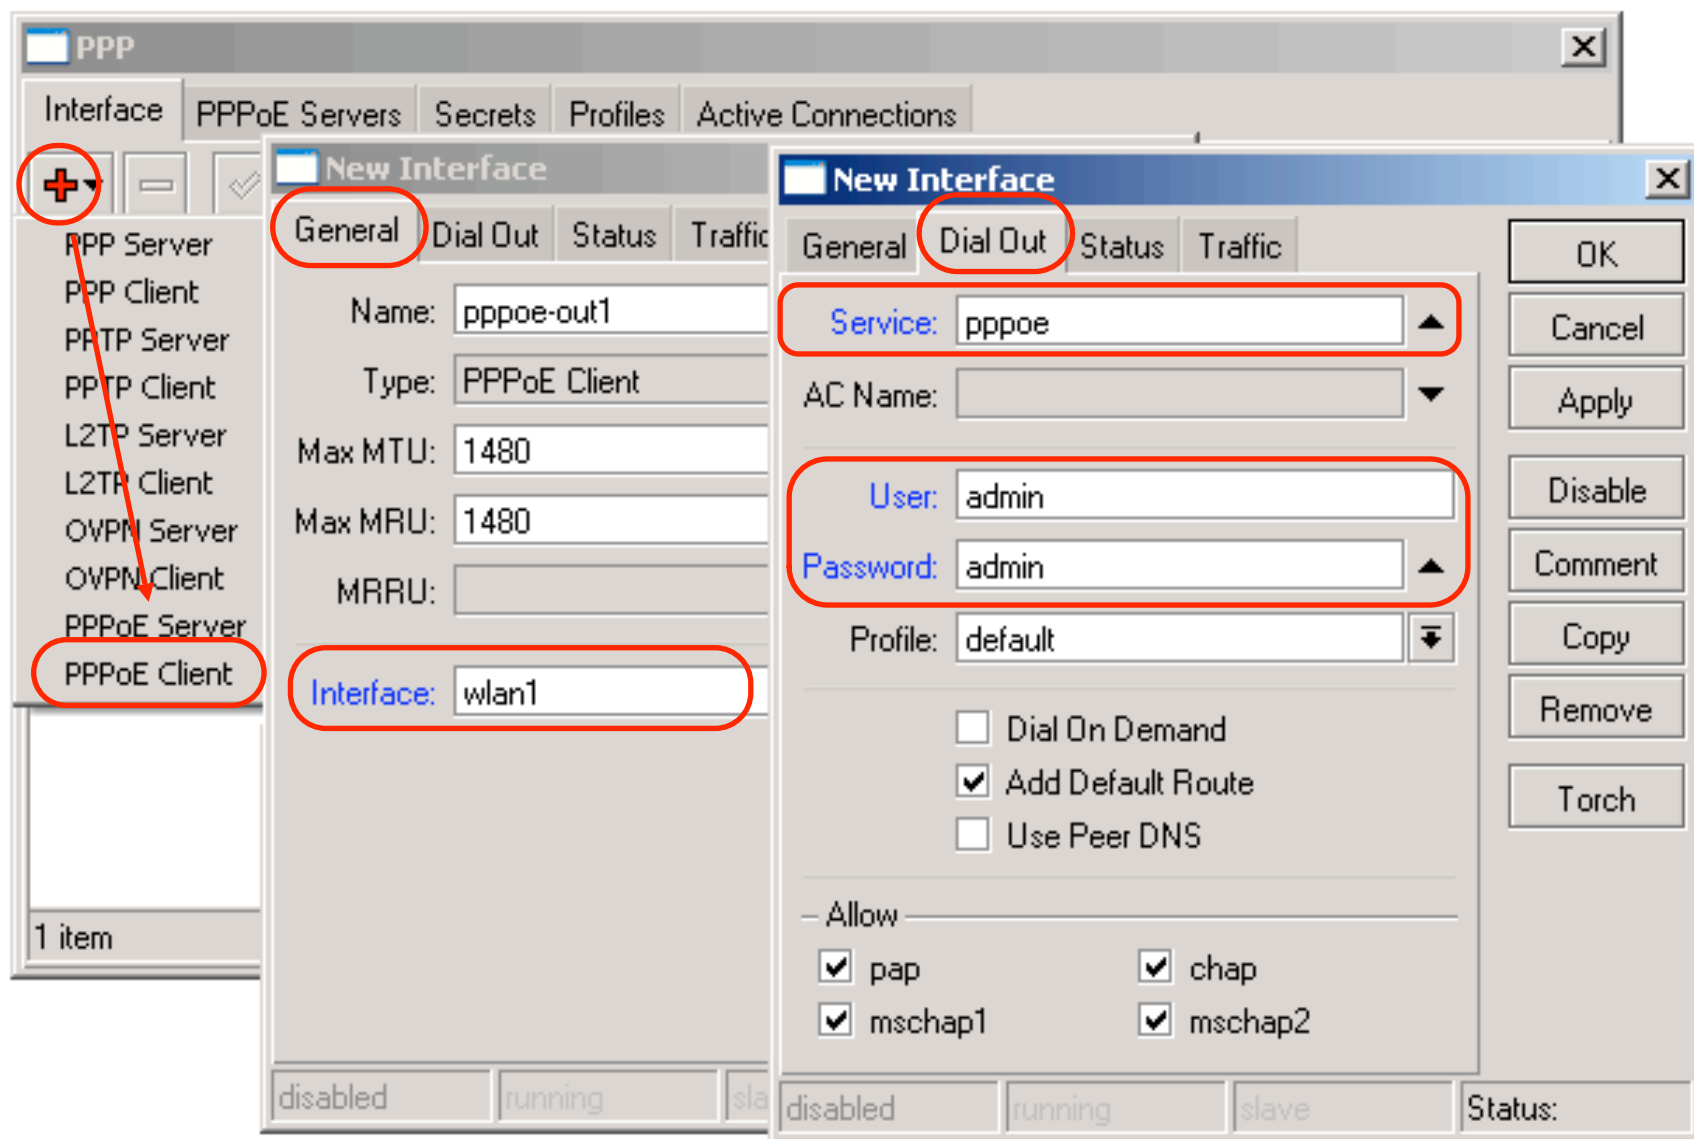 PPP
Interface PPPoE Servers Secrets Profiles Active Connections
PPP Server
PPP Client
PPTP Server
PPTP Client
L2TP Server
L2TP Client
OVPN Server
OVPN Client
PPPoE Server
PPPoE Client
1 item
New Interface
General Dial Out Status Traffic
Name: pppoe-out1
Type: PPPoE Client
Max MTU: 1480
Max MRU: 1480
MRRU:
Interface: wlan1
disabled running sla
New Interface
General Dial Out Status Traffic
Service: pppoe
AC Name:
User: admin
Password: admin
Profile: default
Dial On Demand
Add Default Route
Use Peer DNS
Allow
pap chap
mschap1 mschap2
OK
Cancel
Apply
Disable
Comment
Copy
Remove
Torch
disabled running slave Status: